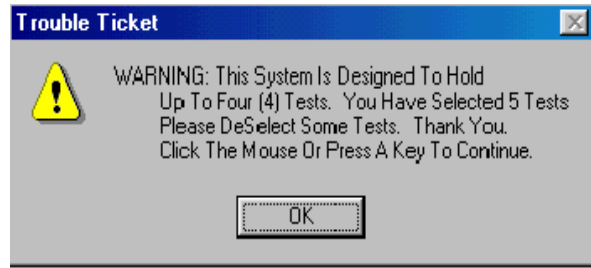 Trouble Ticket
WARNING: This System Is Designed To Hold
Up To Four (4) Tests. You Have Selected 5 Tests
Please DeSelect Some Tests. Thank You.
Click The Mouse Or Press A Key To Continue.
OK